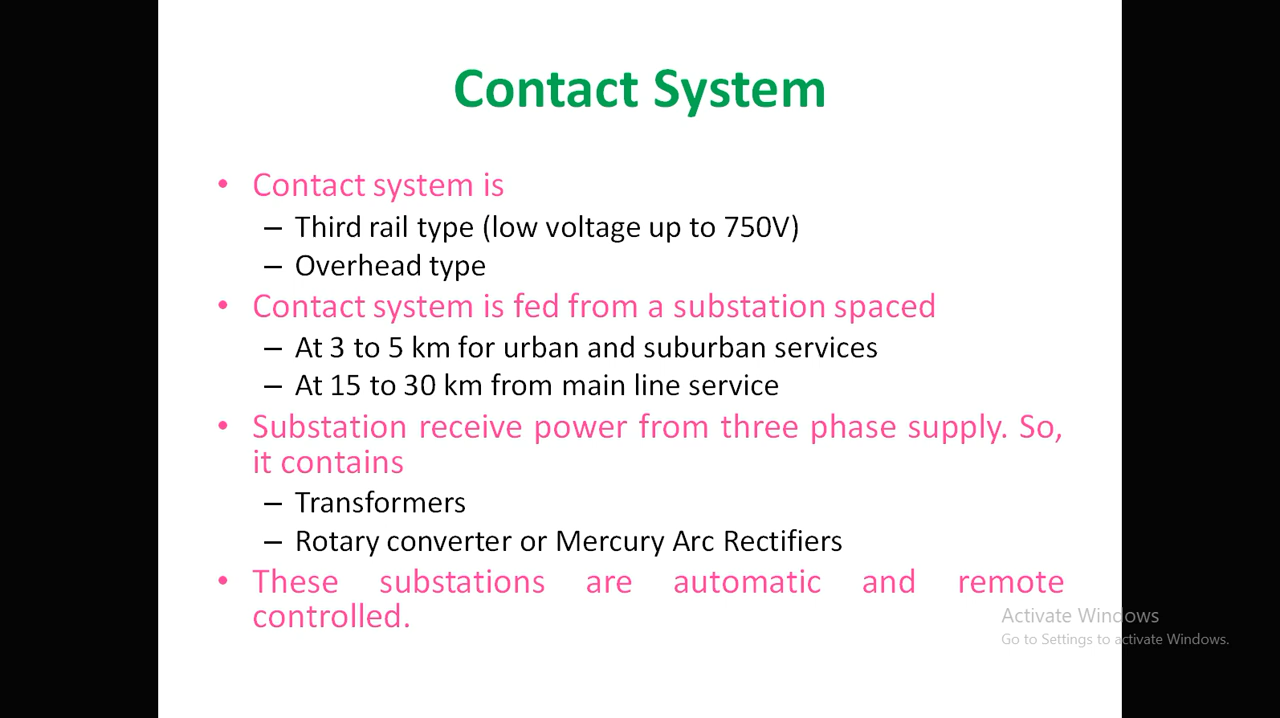 Contact System
• Contact system is
– Third rail type (low voltage up to 750V)
– Overhead type
• Contact system is fed from a substation spaced
– At 3 to 5 km for urban and suburban services
– At 15 to 30 km from main line service
• Substation receive power from three phase supply. So,
it contains
– Transformers
– Rotary converter or Mercury Arc Rectifiers
• These substations are automatic and remote
controlled.
Activate Windows
Go to Settings to activate Windows.